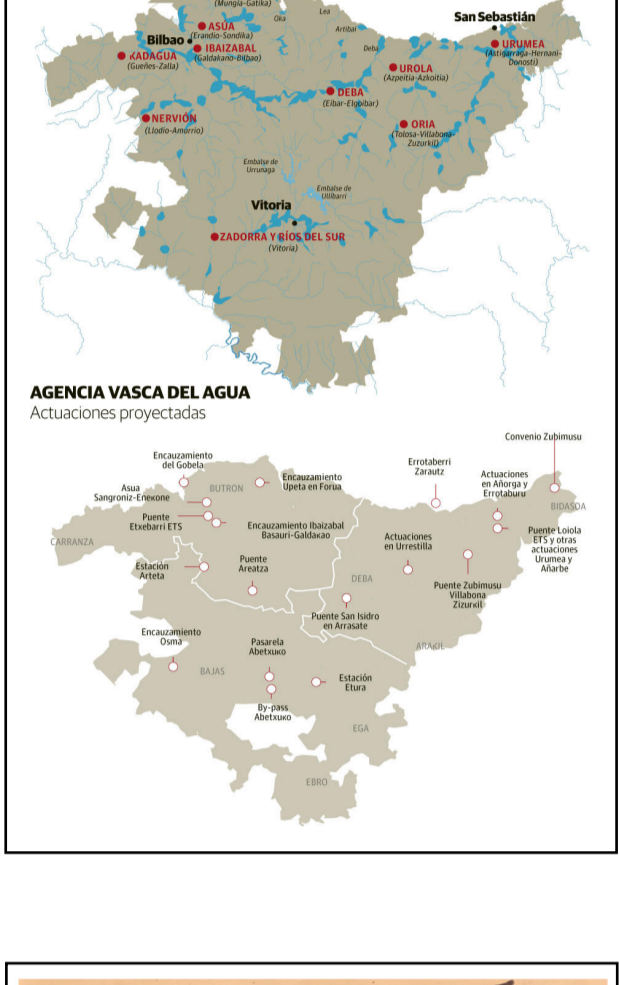 (Mungia-Gatika)
Oka
Lea
Artibai
Deba
ASÚA
(Erandio-Sondika)
Bilbao
IBAIZABAL
(Galdakano-Bilbao)
KADAGUA
(Gueñes-Zalla)
San Sebastián
URUMEA
(Astigarraga-Hernani-
Donosti)
UROLA
(Azpeitia-Azkoitia)
DEBA
(Eibar-Elgoibar)
NERVIÓN
(Llodio-Amurrio)
ORIA
(Tolosa-Villabona-
Zuzurkil)
Embalse de
Urrunaga
Embalse de
Ullibarri
Vitoria
ZADORRA Y RÍOS DEL SUR
(Vitoria)
AGENCIA VASCA DEL AGUA
Actuaciones proyectadas
Convenio Zubimusu
Encauzamiento
del Gobela
Errotaberri
Zarautz
Actuaciones
en Añorga y
Errotaburu
Encauzamiento
Upeta en Forua
BUTRON
Asua
Sangroniz-Enekone
BIDASOA
Puente
Etxebarri ETS
Encauzamiento Ibaizabal
Basauri-Galdakao
Puente Loiola
ETS y otras
actuaciones
Urumea y
Añarbe
CARRANZA
Actuaciones
en Urrestilla
Puente
Areatza
Estación
Arteta
DEBA
Puente Zubimusu
Villabona
Zizurkil
Puente San Isidro
en Arrasate
Encauzamiento
Osma
Pasarela
Abetxuko
ARAKIL
BAJAS
Estación
Etura
By-pass
Abetxuko
EGA
EBRO